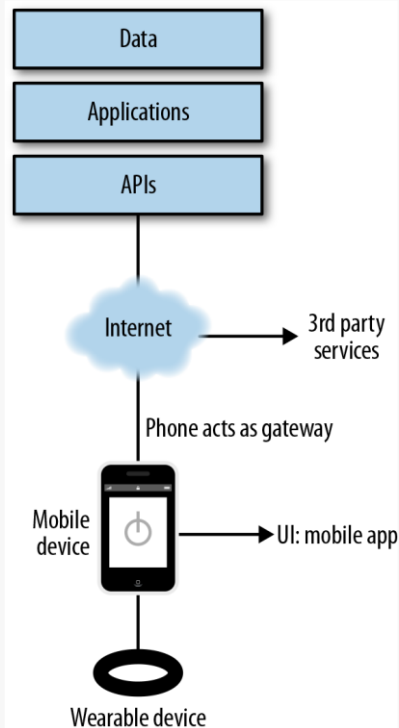 Data
Applications
APIs
Internet
3rd party
services
Phone acts as gateway
Mobile
device
UI: mobile app
Wearable device